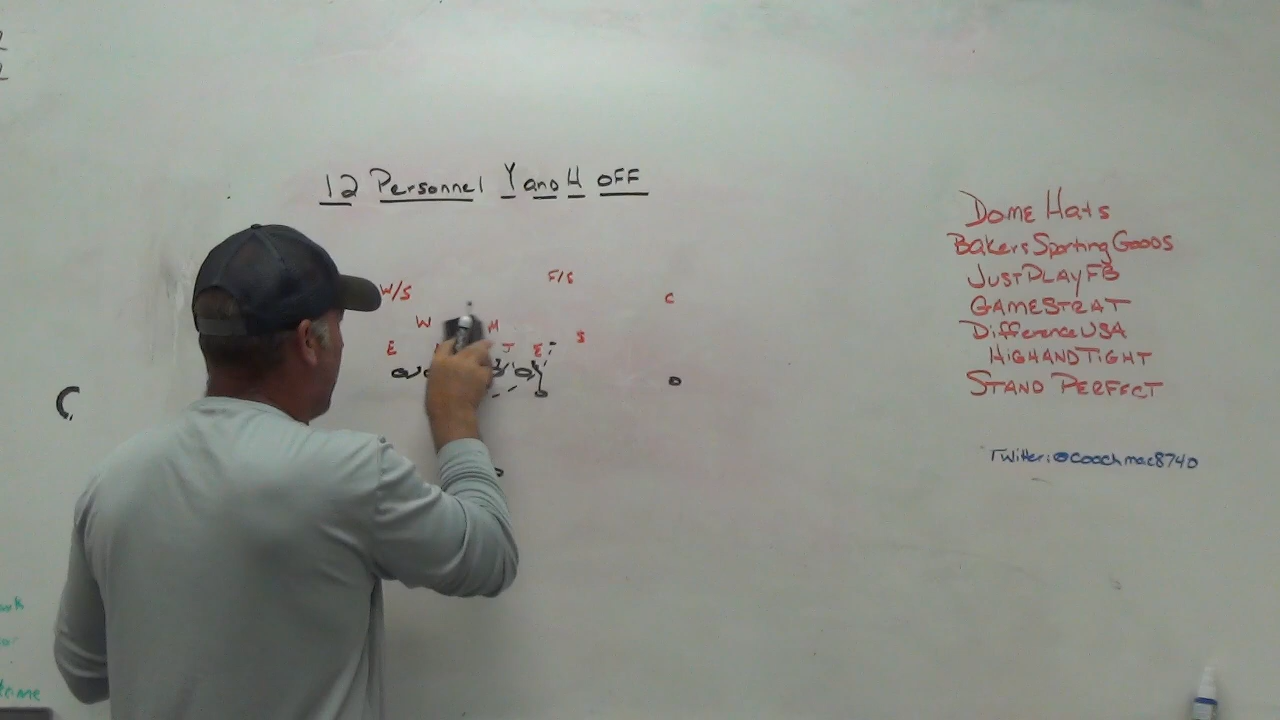 12 Personnel Y and H OFF
F/S
W/S
C
W M
S
E J E
C
Dome Hats
Bakers Sporting Goods
JustPlayFB
GAMESTRAT
DifferenceUSA
HIGHANDTIGHT
STAND PERFECT
Twitter: @coachmac8740